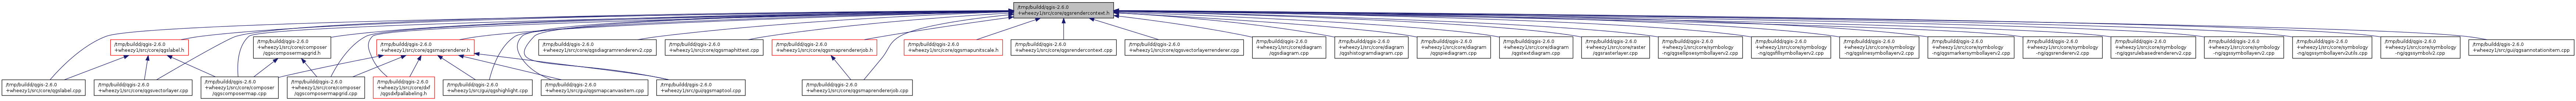 /tmp/buildd/qgis-2.6.0
+wheezy1/src/core/qgsrendercontext.h
/tmp/buildd/qgis-2.6.0
+wheezy1/src/core/qgslabel.h
/tmp/buildd/qgis-2.6.0
+wheezy1/src/core/composer
/qgscomposermapgrid.h
/tmp/buildd/qgis-2.6.0
+wheezy1/src/core/qgsmaprenderer.h
/tmp/buildd/qgis-2.6.0
+wheezy1/src/core/qgsdiagramrendererv2.cpp
/tmp/buildd/qgis-2.6.0
+wheezy1/src/core/qgsmaphittest.cpp
/tmp/buildd/qgis-2.6.0
+wheezy1/src/core/qgsmaprendererjob.h
/tmp/buildd/qgis-2.6.0
+wheezy1/src/core/qgsmapunitscale.h
/tmp/buildd/qgis-2.6.0
+wheezy1/src/core/qgsrendercontext.cpp
/tmp/buildd/qgis-2.6.0
+wheezy1/src/core/qgsvectorlayerrenderer.cpp
/tmp/buildd/qgis-2.6.0
+wheezy1/src/core/diagram
/qgsdiagram.cpp
/tmp/buildd/qgis-2.6.0
+wheezy1/src/core/diagram
/qgshistogramdiagram.cpp
/tmp/buildd/qgis-2.6.0
+wheezy1/src/core/diagram
/qgspiediagram.cpp
/tmp/buildd/qgis-2.6.0
+wheezy1/src/core/diagram
/qgstextdiagram.cpp
/tmp/buildd/qgis-2.6.0
+wheezy1/src/core/raster
/qgsrasterlayer.cpp
/tmp/buildd/qgis-2.6.0
+wheezy1/src/core/symbology
-ng/qgsellipsesymbollayerv2.cpp
/tmp/buildd/qgis-2.6.0
+wheezy1/src/core/symbology
-ng/qgsfillsymbollayerv2.cpp
/tmp/buildd/qgis-2.6.0
+wheezy1/src/core/symbology
-ng/qgslinesymbollayerv2.cpp
/tmp/buildd/qgis-2.6.0
+wheezy1/src/core/symbology
-ng/qgsmarkersymbollayerv2.cpp
/tmp/buildd/qgis-2.6.0
+wheezy1/src/core/symbology
-ng/qgsrendererv2.cpp
/tmp/buildd/qgis-2.6.0
+wheezy1/src/core/symbology
-ng/qgsrulebasedrendererv2.cpp
/tmp/buildd/qgis-2.6.0
+wheezy1/src/core/symbology
-ng/qgssymbollayerv2.cpp
/tmp/buildd/qgis-2.6.0
+wheezy1/src/core/symbology
-ng/qgssymbollayerv2utils.cpp
/tmp/buildd/qgis-2.6.0
+wheezy1/src/core/symbology
-ng/qgssymbolv2.cpp
/tmp/buildd/qgis-2.6.0
+wheezy1/src/gui/qgsannotationitem.cpp
/tmp/buildd/qgis-2.6.0
+wheezy1/src/core/qgslabel.cpp
/tmp/buildd/qgis-2.6.0
+wheezy1/src/core/qgsvectorlayer.cpp
/tmp/buildd/qgis-2.6.0
+wheezy1/src/core/composer
/qgscomposermap.cpp
/tmp/buildd/qgis-2.6.0
+wheezy1/src/core/composer
/qgscomposermapgrid.cpp
/tmp/buildd/qgis-2.6.0
+wheezy1/src/core/dxf
/qgsdxfpallabeling.h
/tmp/buildd/qgis-2.6.0
+wheezy1/src/gui/qgshighlight.cpp
/tmp/buildd/qgis-2.6.0
+wheezy1/src/gui/qgsmapcanvasitem.cpp
/tmp/buildd/qgis-2.6.0
+wheezy1/src/gui/qgsmaptool.cpp
/tmp/buildd/qgis-2.6.0
+wheezy1/src/core/qgsmaprendererjob.cpp